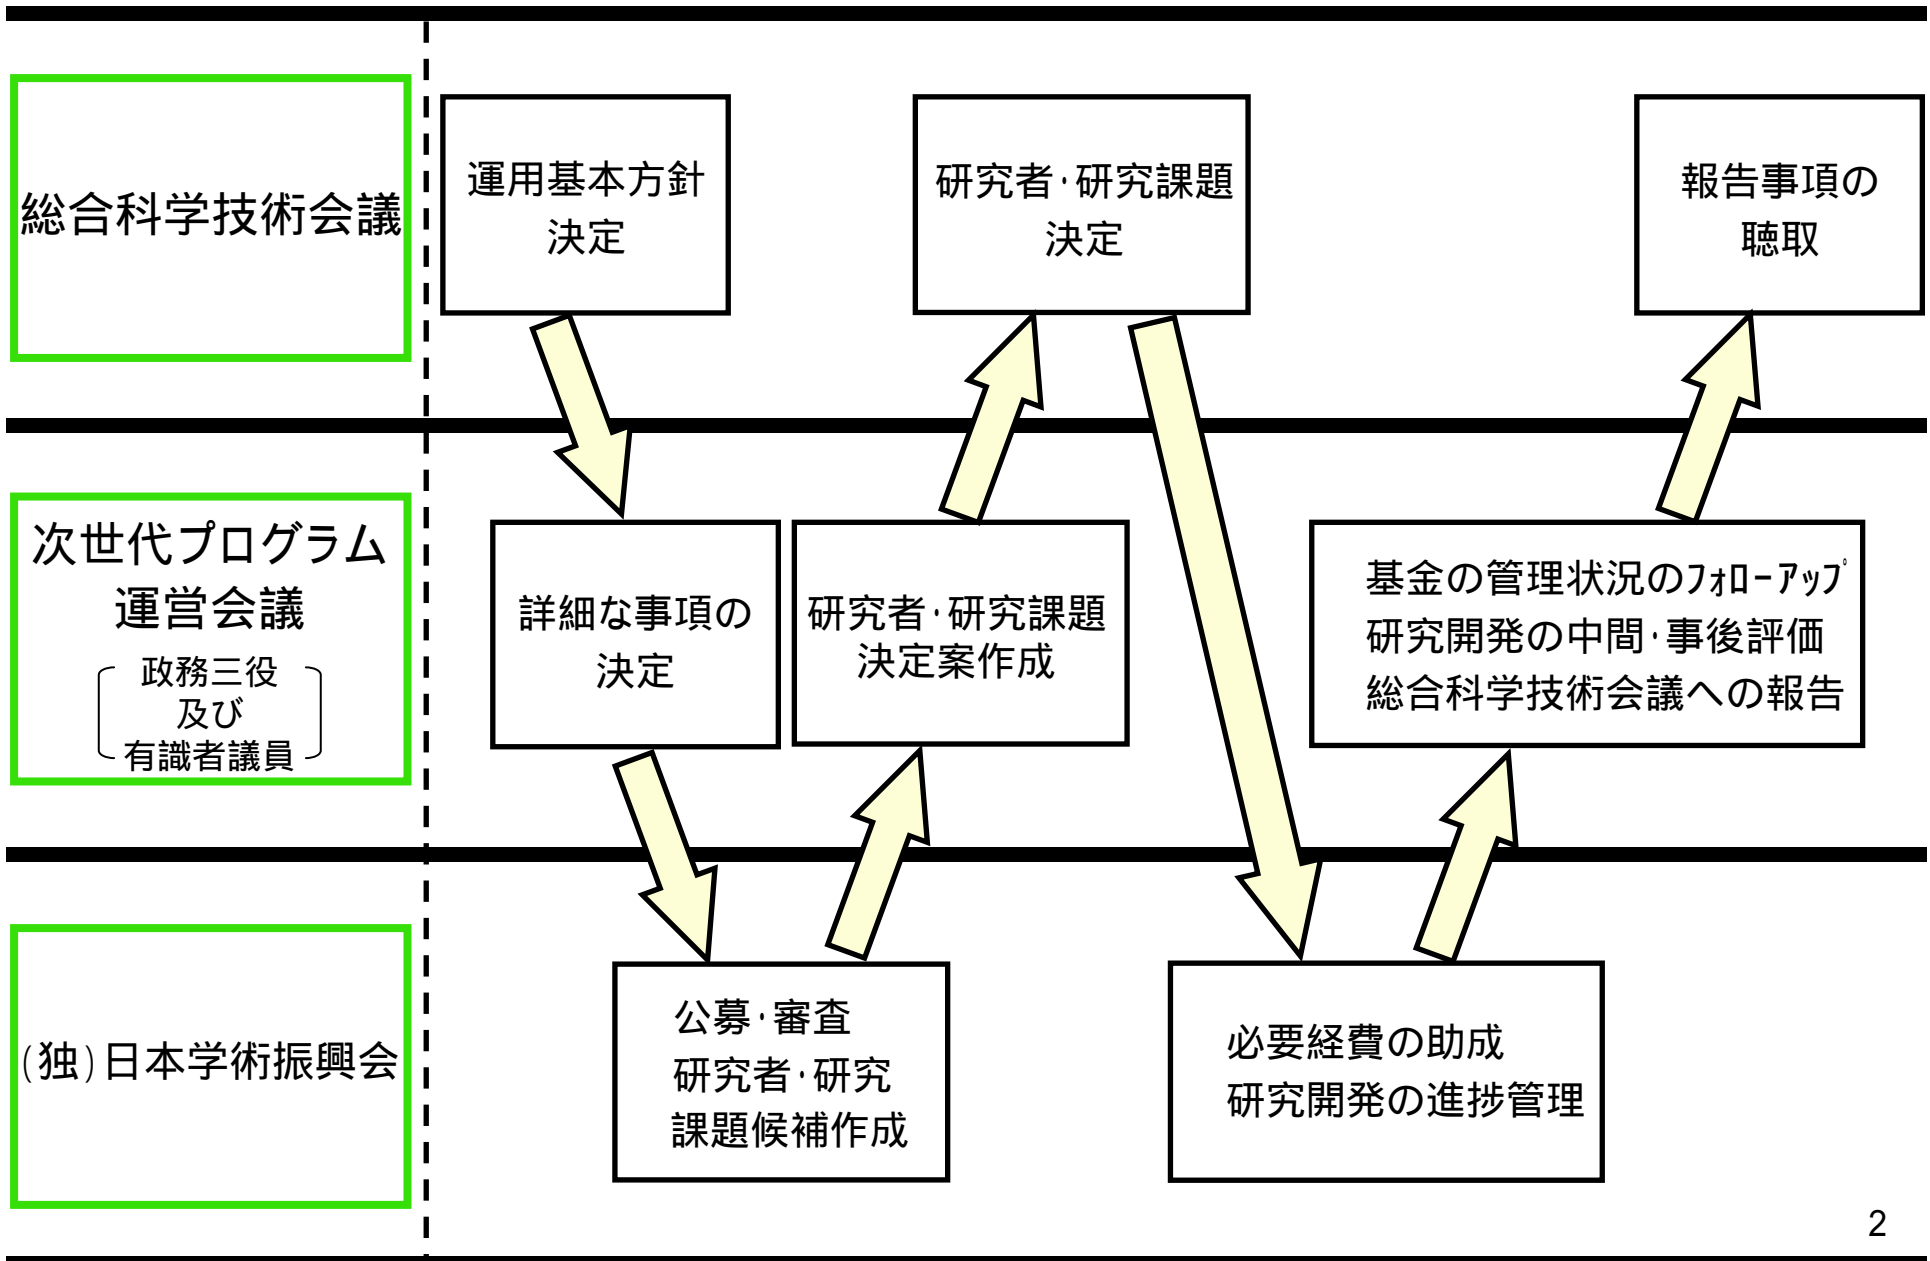 総合科学技術会議
運用基本方針
決定
研究者・研究課題
決定
報告事項の
聴取
次世代プログラム
運営会議
政務三役
及び
有識者議員
詳細な事項の
決定
研究者・研究課題
決定案作成
基金の管理状況のﾌｫﾛｰｱｯﾌﾟ
研究開発の中間・事後評価
総合科学技術会議への報告
(独)日本学術振興会
公募・審査
研究者・研究
課題候補作成
必要経費の助成
研究開発の進捗管理
2